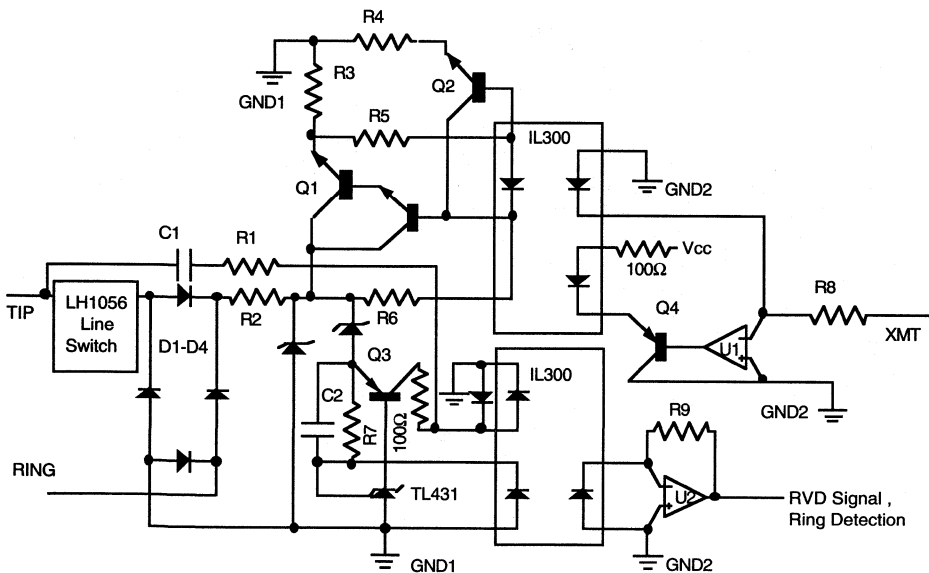 R4
R3
Q2
GND1
R5
IL300
Q1
GND2
C1
R1
Vcc
100Ω
R8
TIP
LH1056
Line
Switch
R2
R6
Q4
D1-D4
U1
XMT
Q3
IL300
C2
R7
100Ω
GND2
R9
RING
TL431
U2
RVD Signal ,
Ring Detection
GND1
GND2